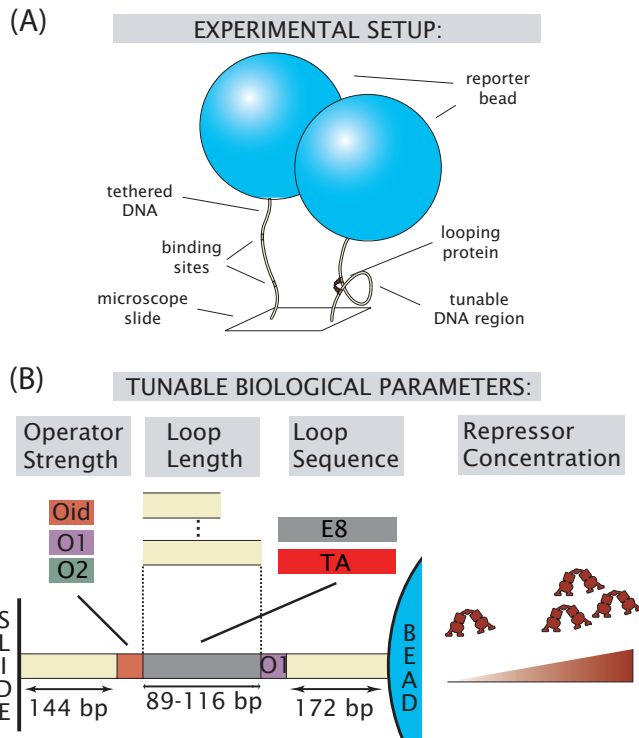 (A)
EXPERIMENTAL SETUP:
reporter
bead
tethered
DNA
binding
sites
looping
protein
microscope
slide
tunable
DNA region
(B)
TUNABLE BIOLOGICAL PARAMETERS:
Operator
Strength
Loop
Length
Loop
Sequence
Repressor
Concentration
Oid
O1
O2
E8
TA
SLIDE
O1
BEAD
144 bp
89-116 bp
172 bp